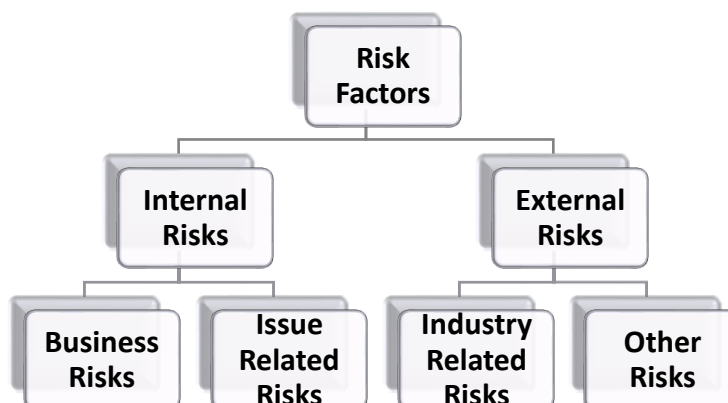 Risk
Factors
Internal
Risks
External
Risks
Business
Risks
Issue
Related
Risks
Industry
Related
Risks
Other
Risks